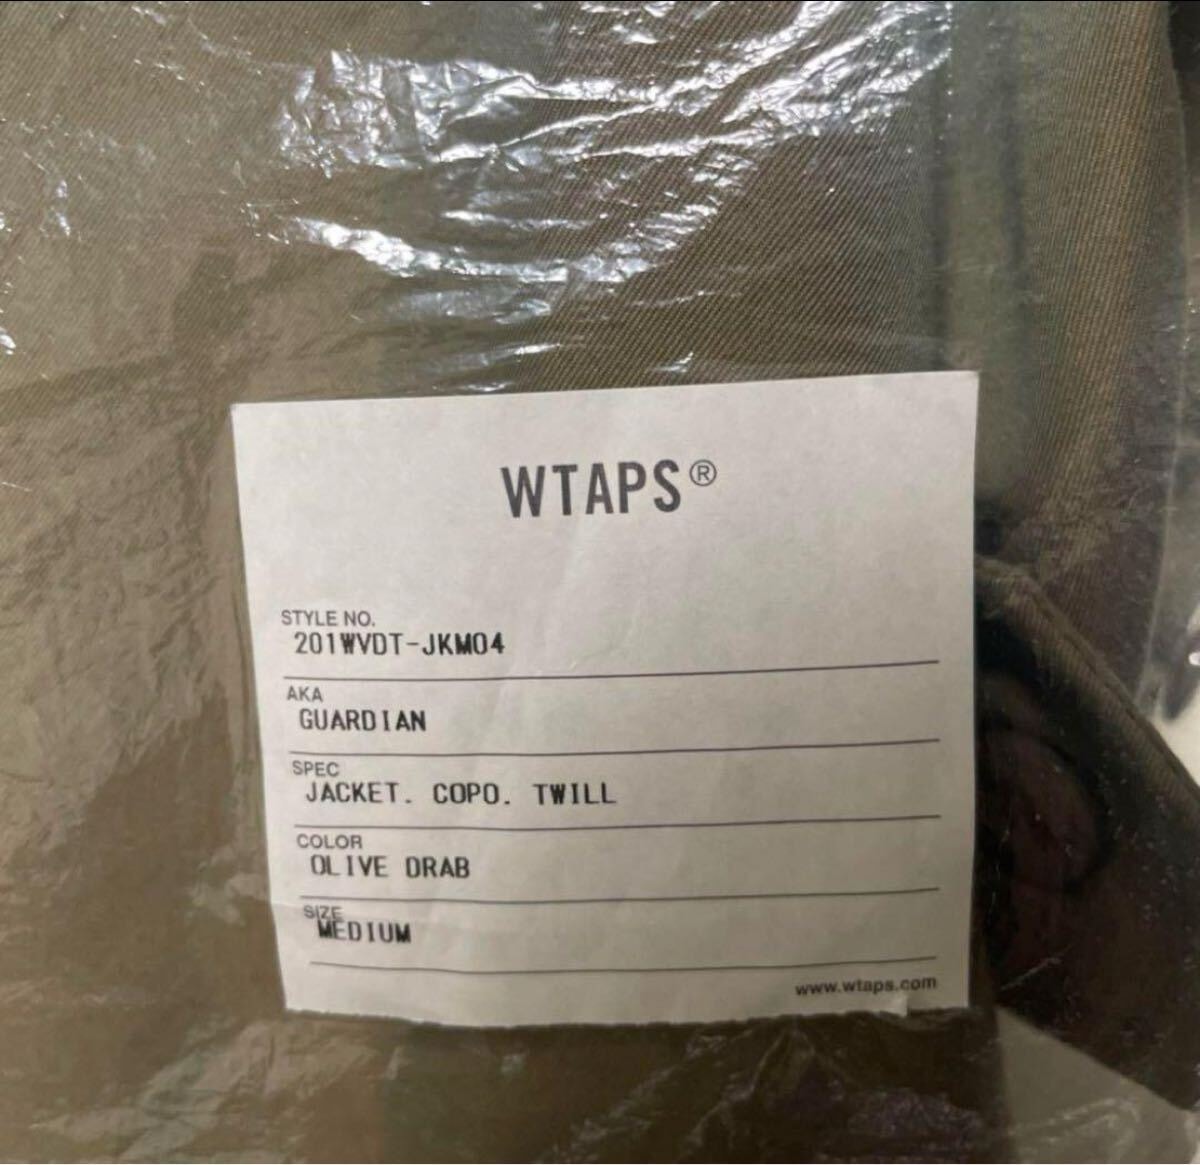 WTAPS®
STYLE NO.
201WVDT-JKM04
AKA
GUARDIAN
SPEC
JACKET. COPO. TWILL
COLOR
OLIVE DRAB
SIZE
MEDIUM
www.wtaps.com